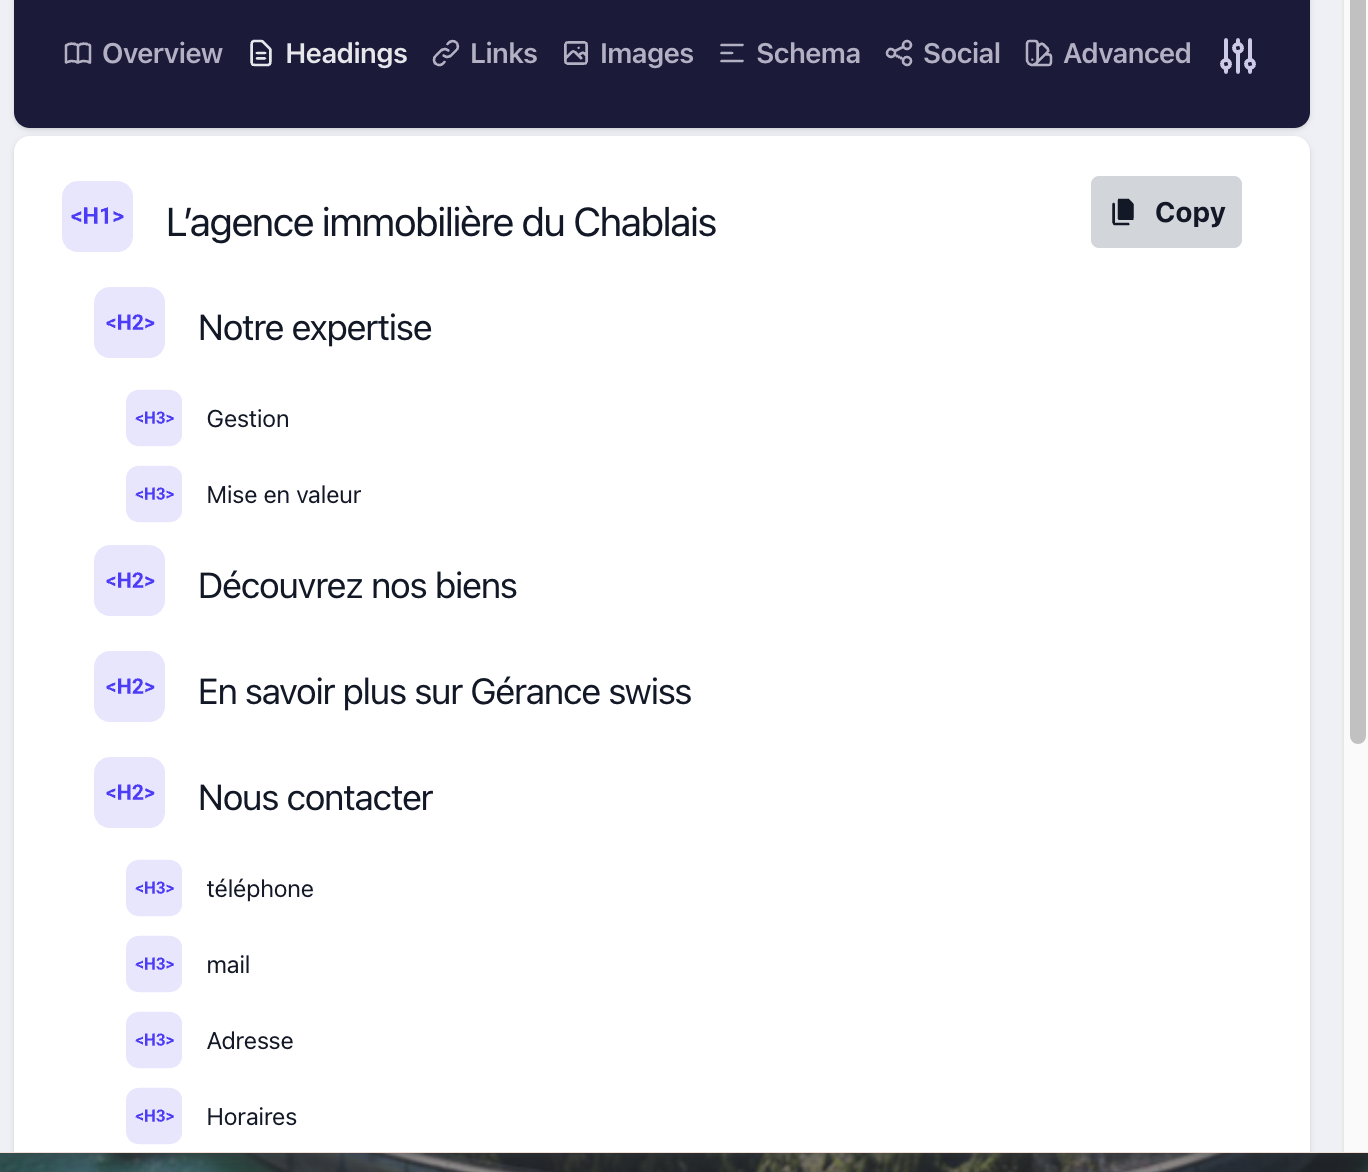 Overview Headings Links Images Schema Social Advanced
<H1> L’agence immobilière du Chablais Copy
<H2> Notre expertise
<H3> Gestion
<H3> Mise en valeur
<H2> Découvrez nos biens
<H2> En savoir plus sur Gérance swiss
<H2> Nous contacter
<H3> téléphone
<H3> mail
<H3> Adresse
<H3> Horaires